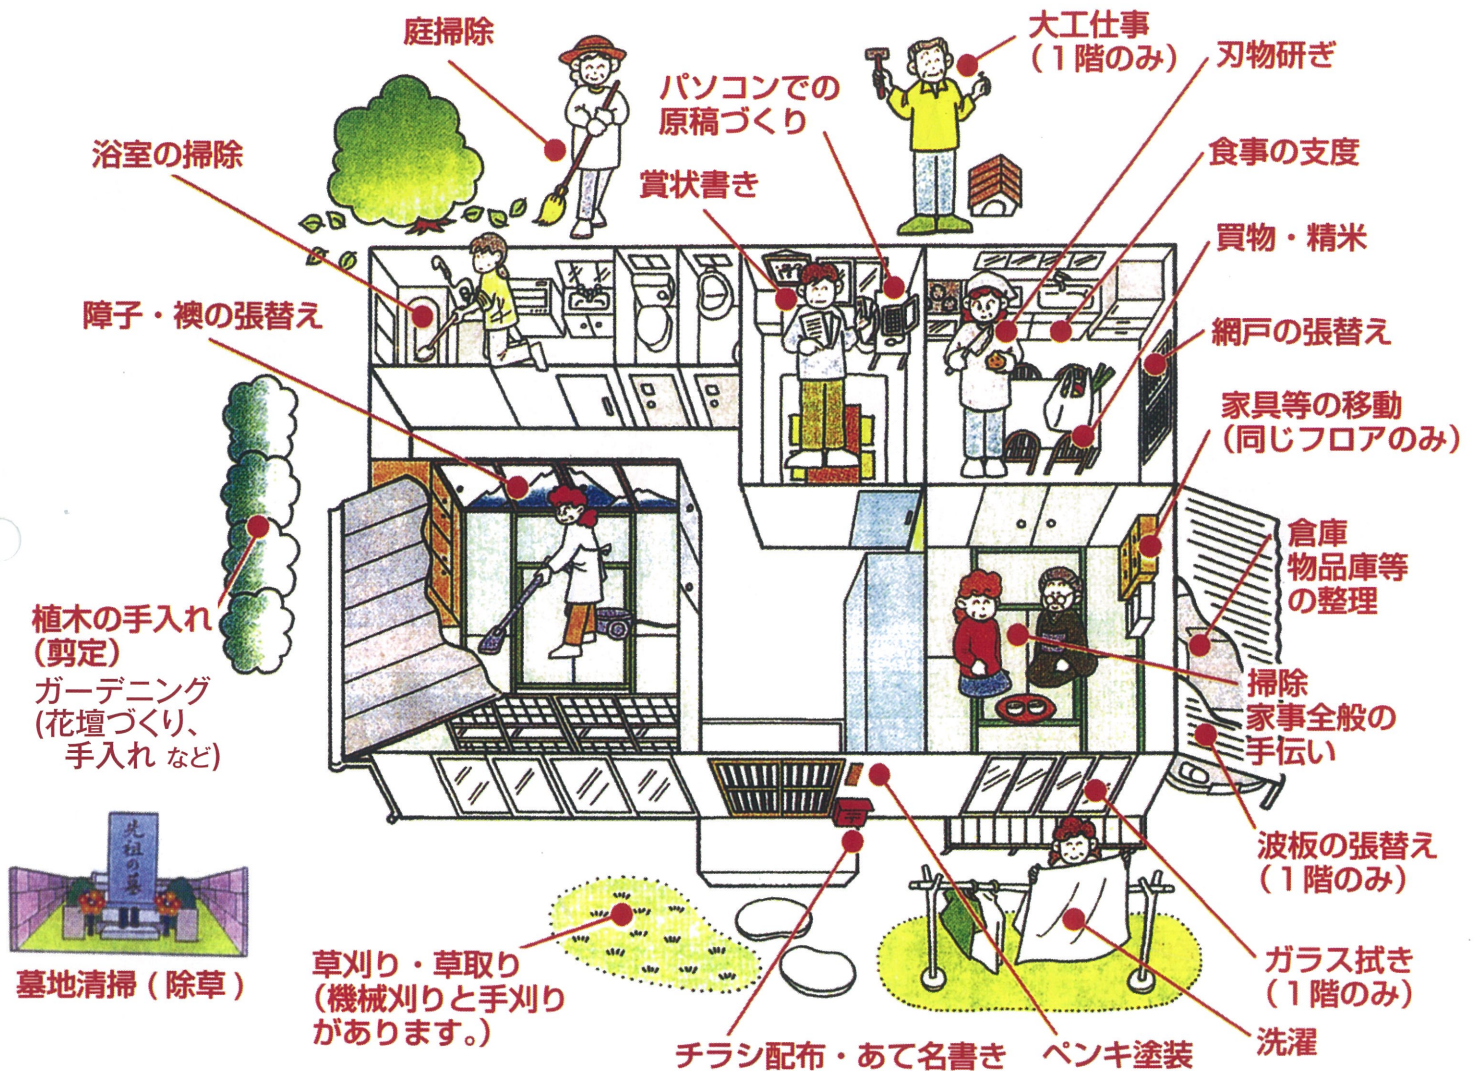 庭掃除
大工仕事
（１階のみ）
刃物研ぎ
パソコンでの
原稿づくり
浴室の掃除
食事の支度
賞状書き
買物・精米
障子・襖の張替え
網戸の張替え
家具等の移動
（同じフロアのみ）
倉庫
物品庫等
の整理
植木の手入れ
（剪定）
ガーデニング
(花壇づくり、
手入れ など)
掃除
家事全般の
手伝い
先祖の墓
波板の張替え
（１階のみ）
墓地清掃 ( 除草 )
草刈り・草取り
（機械刈りと手刈り
があります。）
ガラス拭き
（１階のみ）
チラシ配布・あて名書き
ペンキ塗装
洗濯